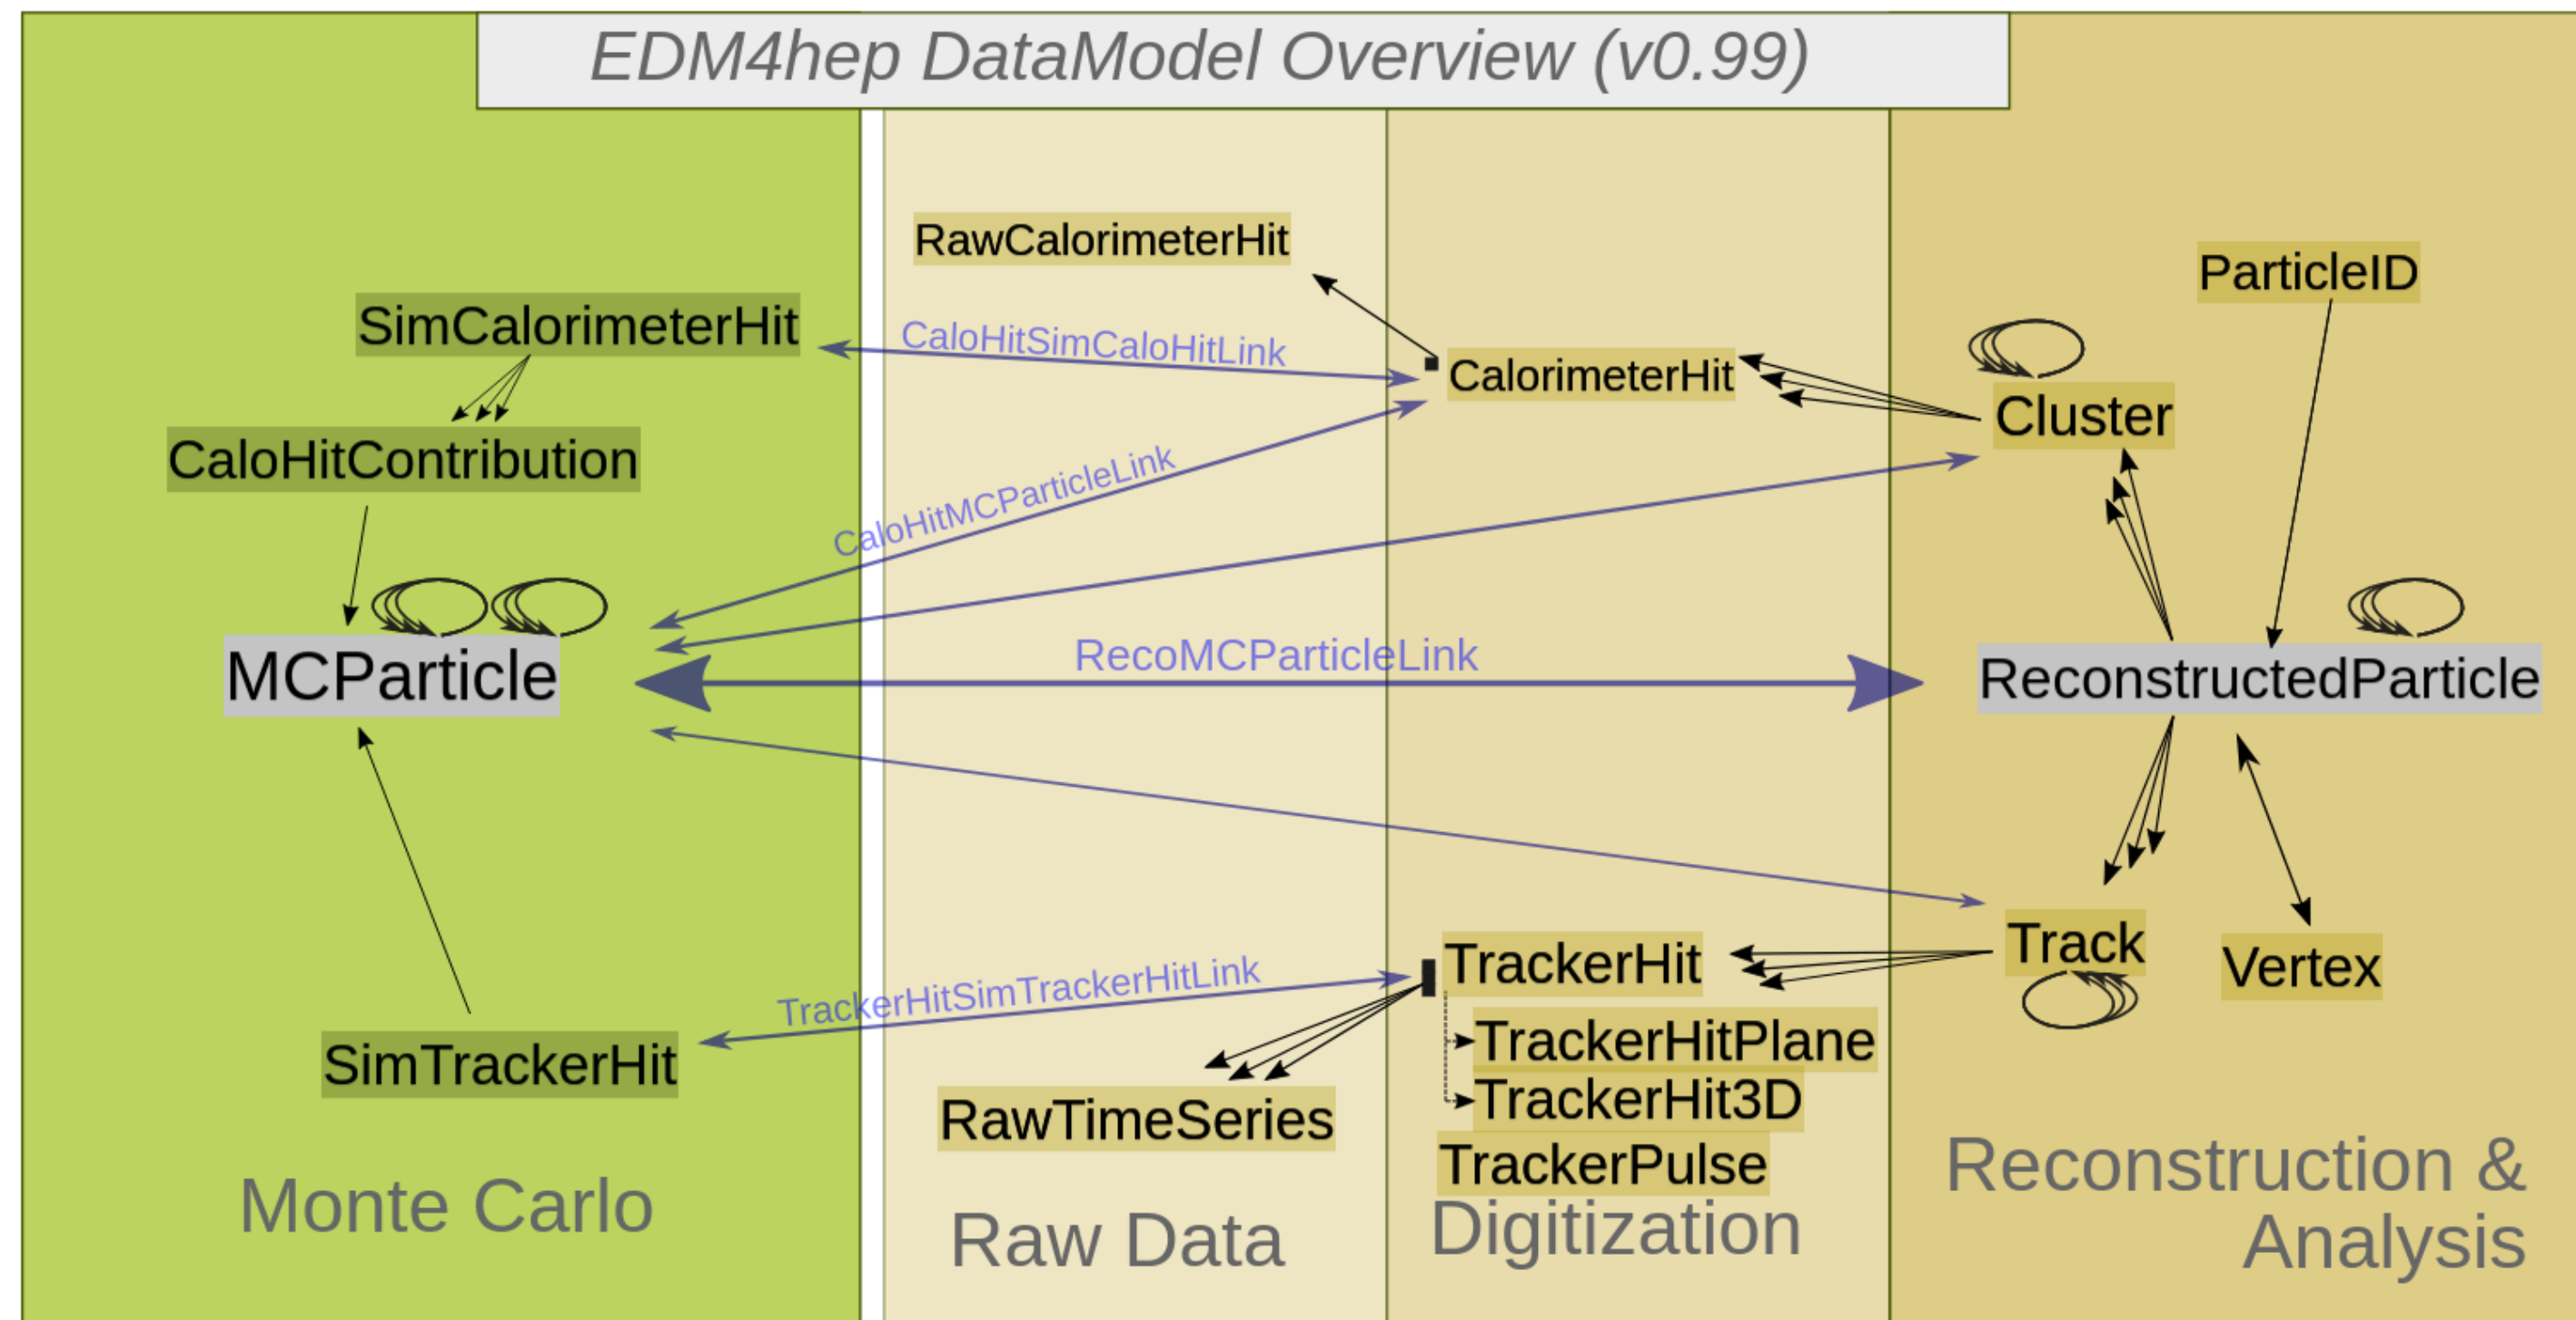 EDM4hep DataModel Overview (v0.99)
RawCalorimeterHit
ParticleID
SimCalorimeterHit
CaloHitSimCaloHitLink
CalorimeterHit
Cluster
CaloHitContribution
CaloHitMCParticleLink
MCParticle
RecoMCParticleLink
ReconstructedParticle
Track
Vertex
TrackerHit
TrackerHitSimTrackerHitLink
SimTrackerHit
TrackerHitPlane
TrackerHit3D
RawTimeSeries
TrackerPulse
Monte Carlo
Raw Data
Digitization
Reconstruction &
Analysis